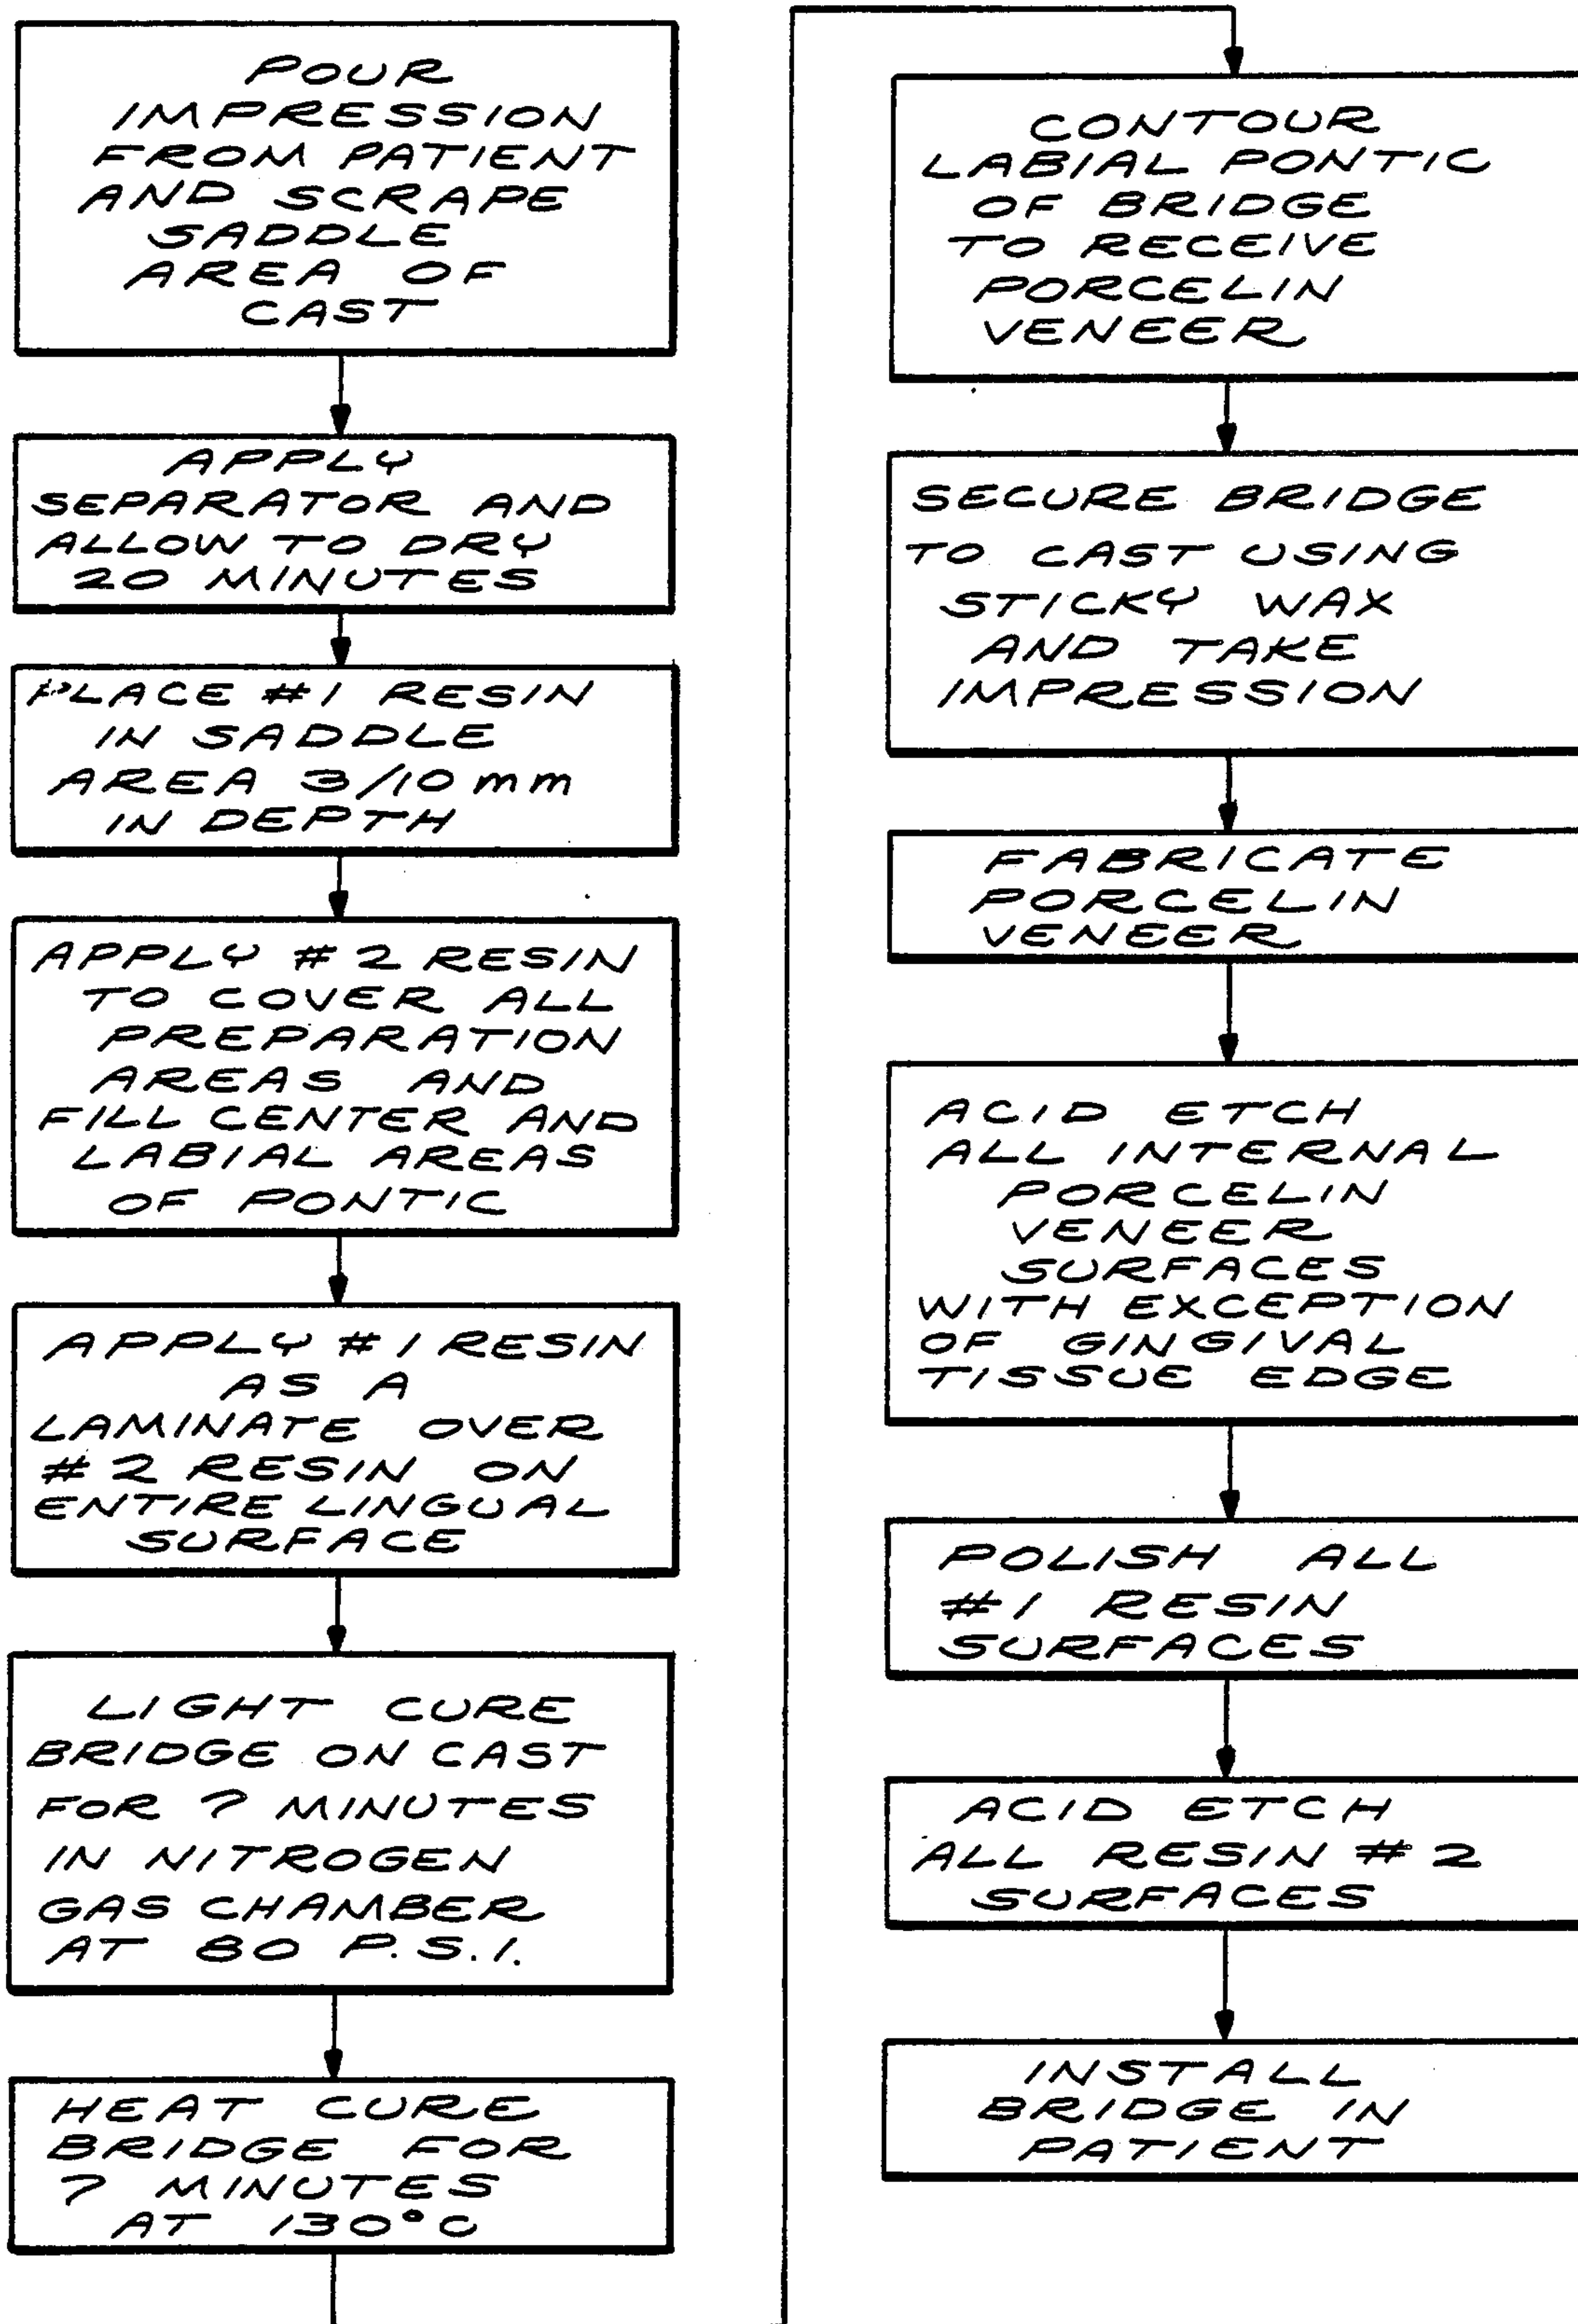 POUR
IMPRESSION
FROM PATIENT
AND SCRAPE
SADDLE
AREA OF
CAST
APPLY
SEPARATOR AND
ALLOW TO DRY
20 MINUTES
PLACE #1 RESIN
IN SADDLE
AREA 3/10 mm
IN DEPTH
APPLY #2 RESIN
TO COVER ALL
PREPARATION
AREAS AND
FILL CENTER AND
LABIAL AREAS
OF PONTIC
APPLY #1 RESIN
AS A
LAMINATE OVER
#2 RESIN ON
ENTIRE LINGUAL
SURFACE
LIGHT CURE
BRIDGE ON CAST
FOR 7 MINUTES
IN NITROGEN
GAS CHAMBER
AT 80 P.S.I.
HEAT CURE
BRIDGE FOR
7 MINUTES
AT 130°C
CONTOUR
LABIAL PONTIC
OF BRIDGE
TO RECEIVE
PORCELIN
VENEER
SECURE BRIDGE
TO CAST USING
STICKY WAX
AND TAKE
IMPRESSION
FABRICATE
PORCELIN
VENEER
ACID ETCH
ALL INTERNAL
PORCELIN
VENEER
SURFACES
WITH EXCEPTION
OF GINGIVAL
TISSUE EDGE
POLISH ALL
#1 RESIN
SURFACES
ACID ETCH
ALL RESIN #2
SURFACES
INSTALL
BRIDGE IN
PATIENT